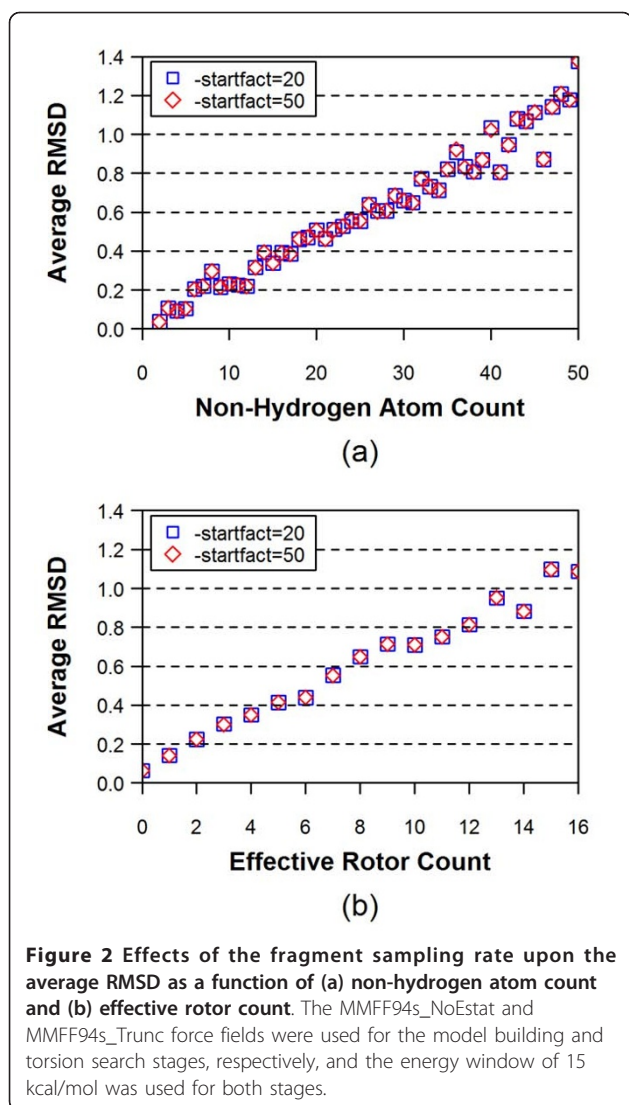 1.4
1.2
1.0
0.8
0.6
0.4
0.2
0.0
Average RMSD
-startfact=20
-startfact=50
0 10 20 30 40 50
Non-Hydrogen Atom Count
(a)
1.4
1.2
1.0
0.8
0.6
0.4
0.2
0.0
Average RMSD
-startfact=20
-startfact=50
0 2 4 6 8 10 12 14 16
Effective Rotor Count
(b)
Figure 2 Effects of the fragment sampling rate upon the
average RMSD as a function of (a) non-hydrogen atom count
and (b) effective rotor count. The MMFF94s_NoEstat and
MMFF94s_Trunc force fields were used for the model building and
torsion search stages, respectively, and the energy window of 15
kcal/mol was used for both stages.